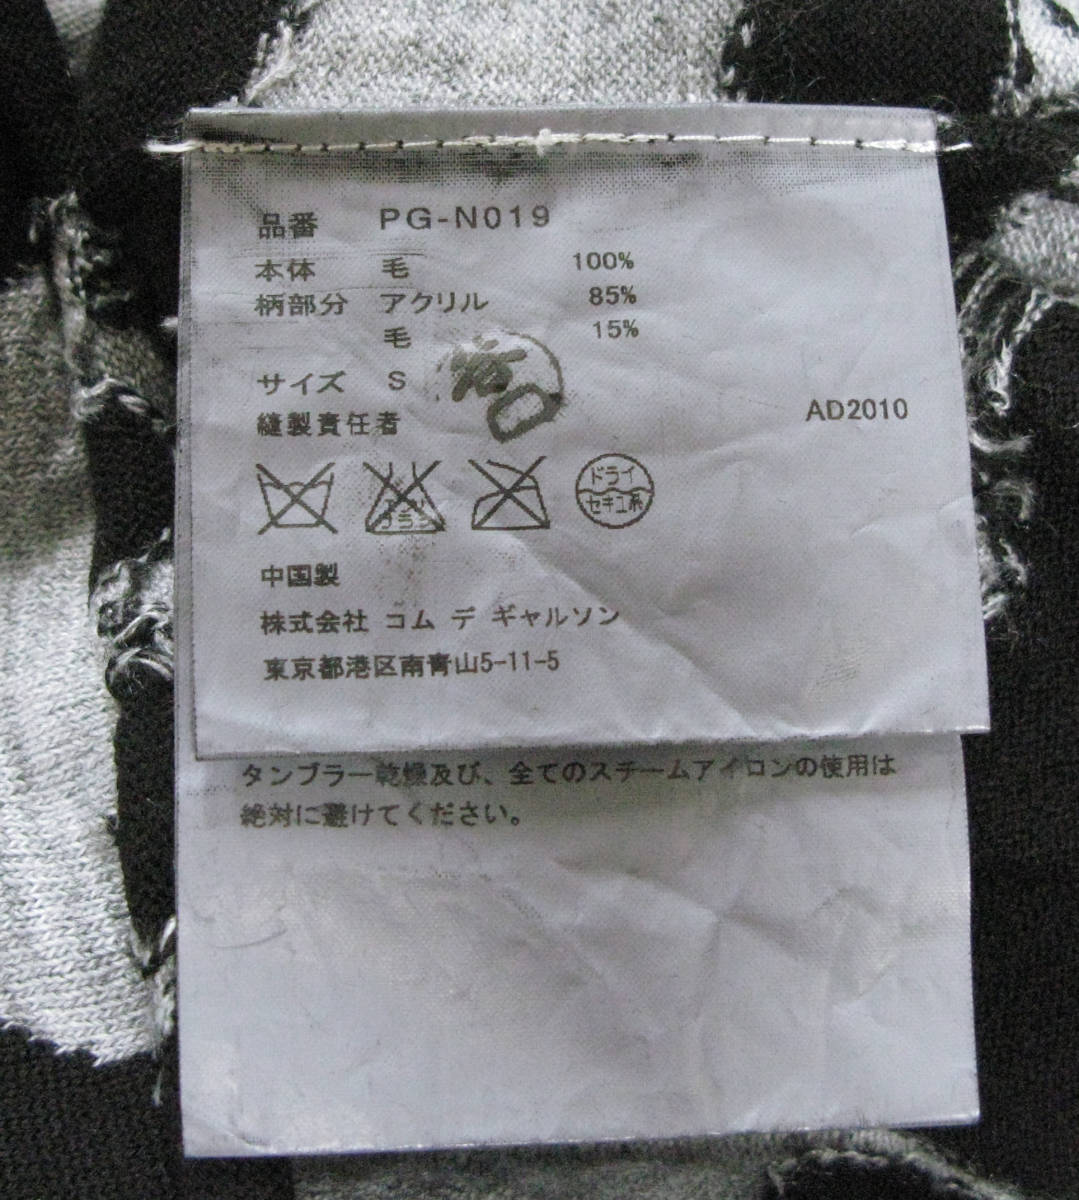 品番 PG-N019
本体 毛 100%
柄部分 アクリル 85%
毛 15%
サイズ S
縫製責任者
AD2010
ドライ
セキユ系
中国製
株式会社 コム デ ギャルソン
東京都港区南青山5-11-5
タンブラー乾燥及び、全てのスチームアイロンの使用は
絶対に避けてください。